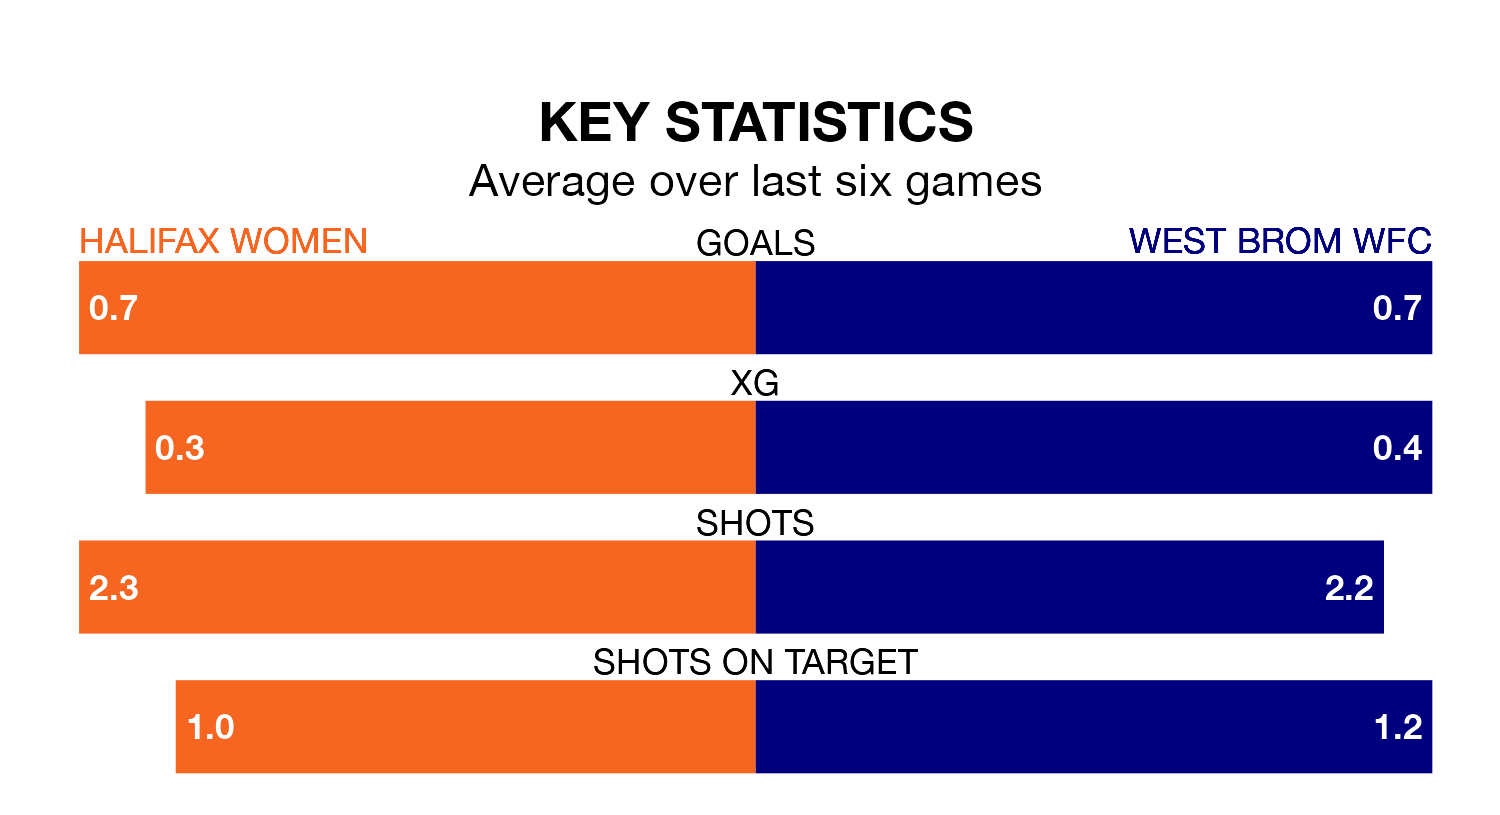 KEY STATISTICS
Average over last six games
HALIFAX WOMEN GOALS WEST BROM WFC
0.7 0.7
XG
0.3 0.4
SHOTS
2.3 2.2
SHOTS ON TARGET
1.0 1.2